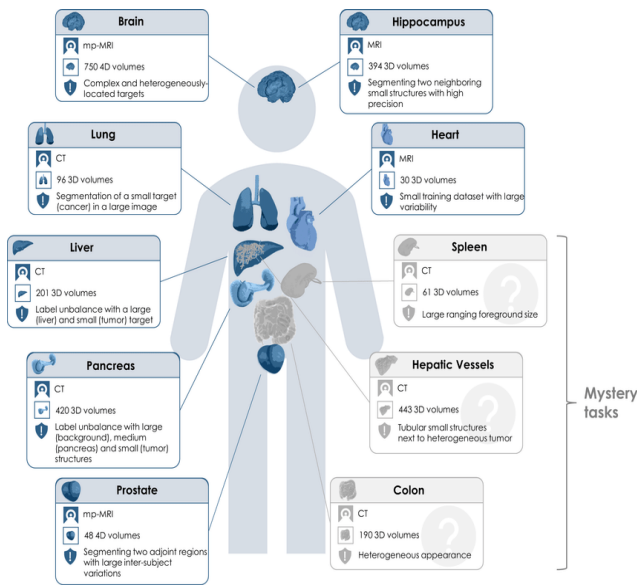 Brain
mp-MRI
750 4D volumes
Complex and heterogeneously-
located targets
Hippocampus
MRI
394 3D volumes
Segmenting two neighboring
small structures with high
precision
Lung
CT
96 3D volumes
Segmentation of a small target
(cancer) in a large image
Heart
MRI
30 3D volumes
Small training dataset with large
variability
Liver
CT
201 3D volumes
Label unbalance with a large
(liver) and small (tumor) target
Spleen
CT
61 3D volumes
Large ranging foreground size
?
Pancreas
CT
420 3D volumes
Label unbalance with large
(background), medium
(pancreas) and small (tumor)
structures
Hepatic Vessels
CT
443 3D volumes
Tubular small structures
next to heterogeneous tumor
?
Mystery
tasks
Prostate
mp-MRI
48 4D volumes
Segmenting two adjoint regions
with large inter-subject
variations
Colon
CT
190 3D volumes
Heterogeneous appearance
?